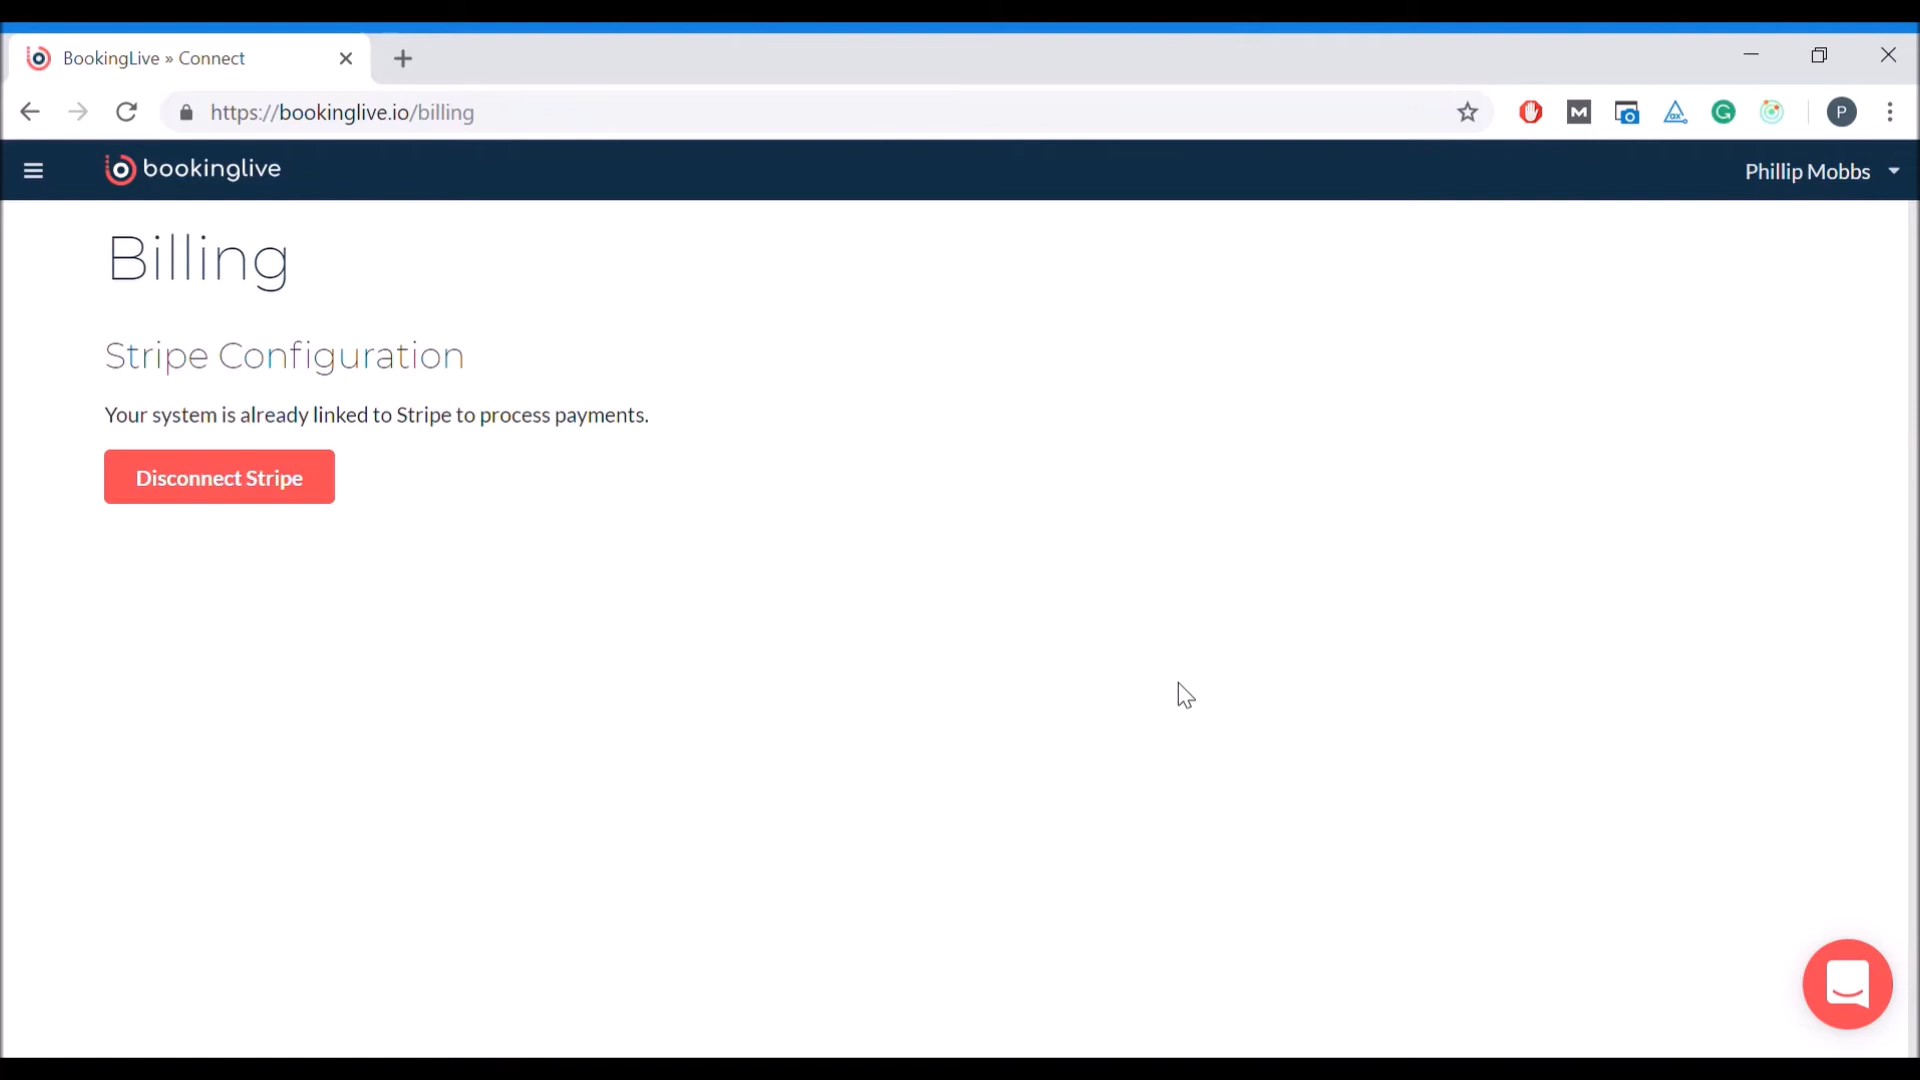 BookingLive » Connect
https://bookinglive.io/billing
P
bookinglive
Phillip Mobbs
Billing
Stripe Configuration
Your system is already linked to Stripe to process payments.
Disconnect Stripe